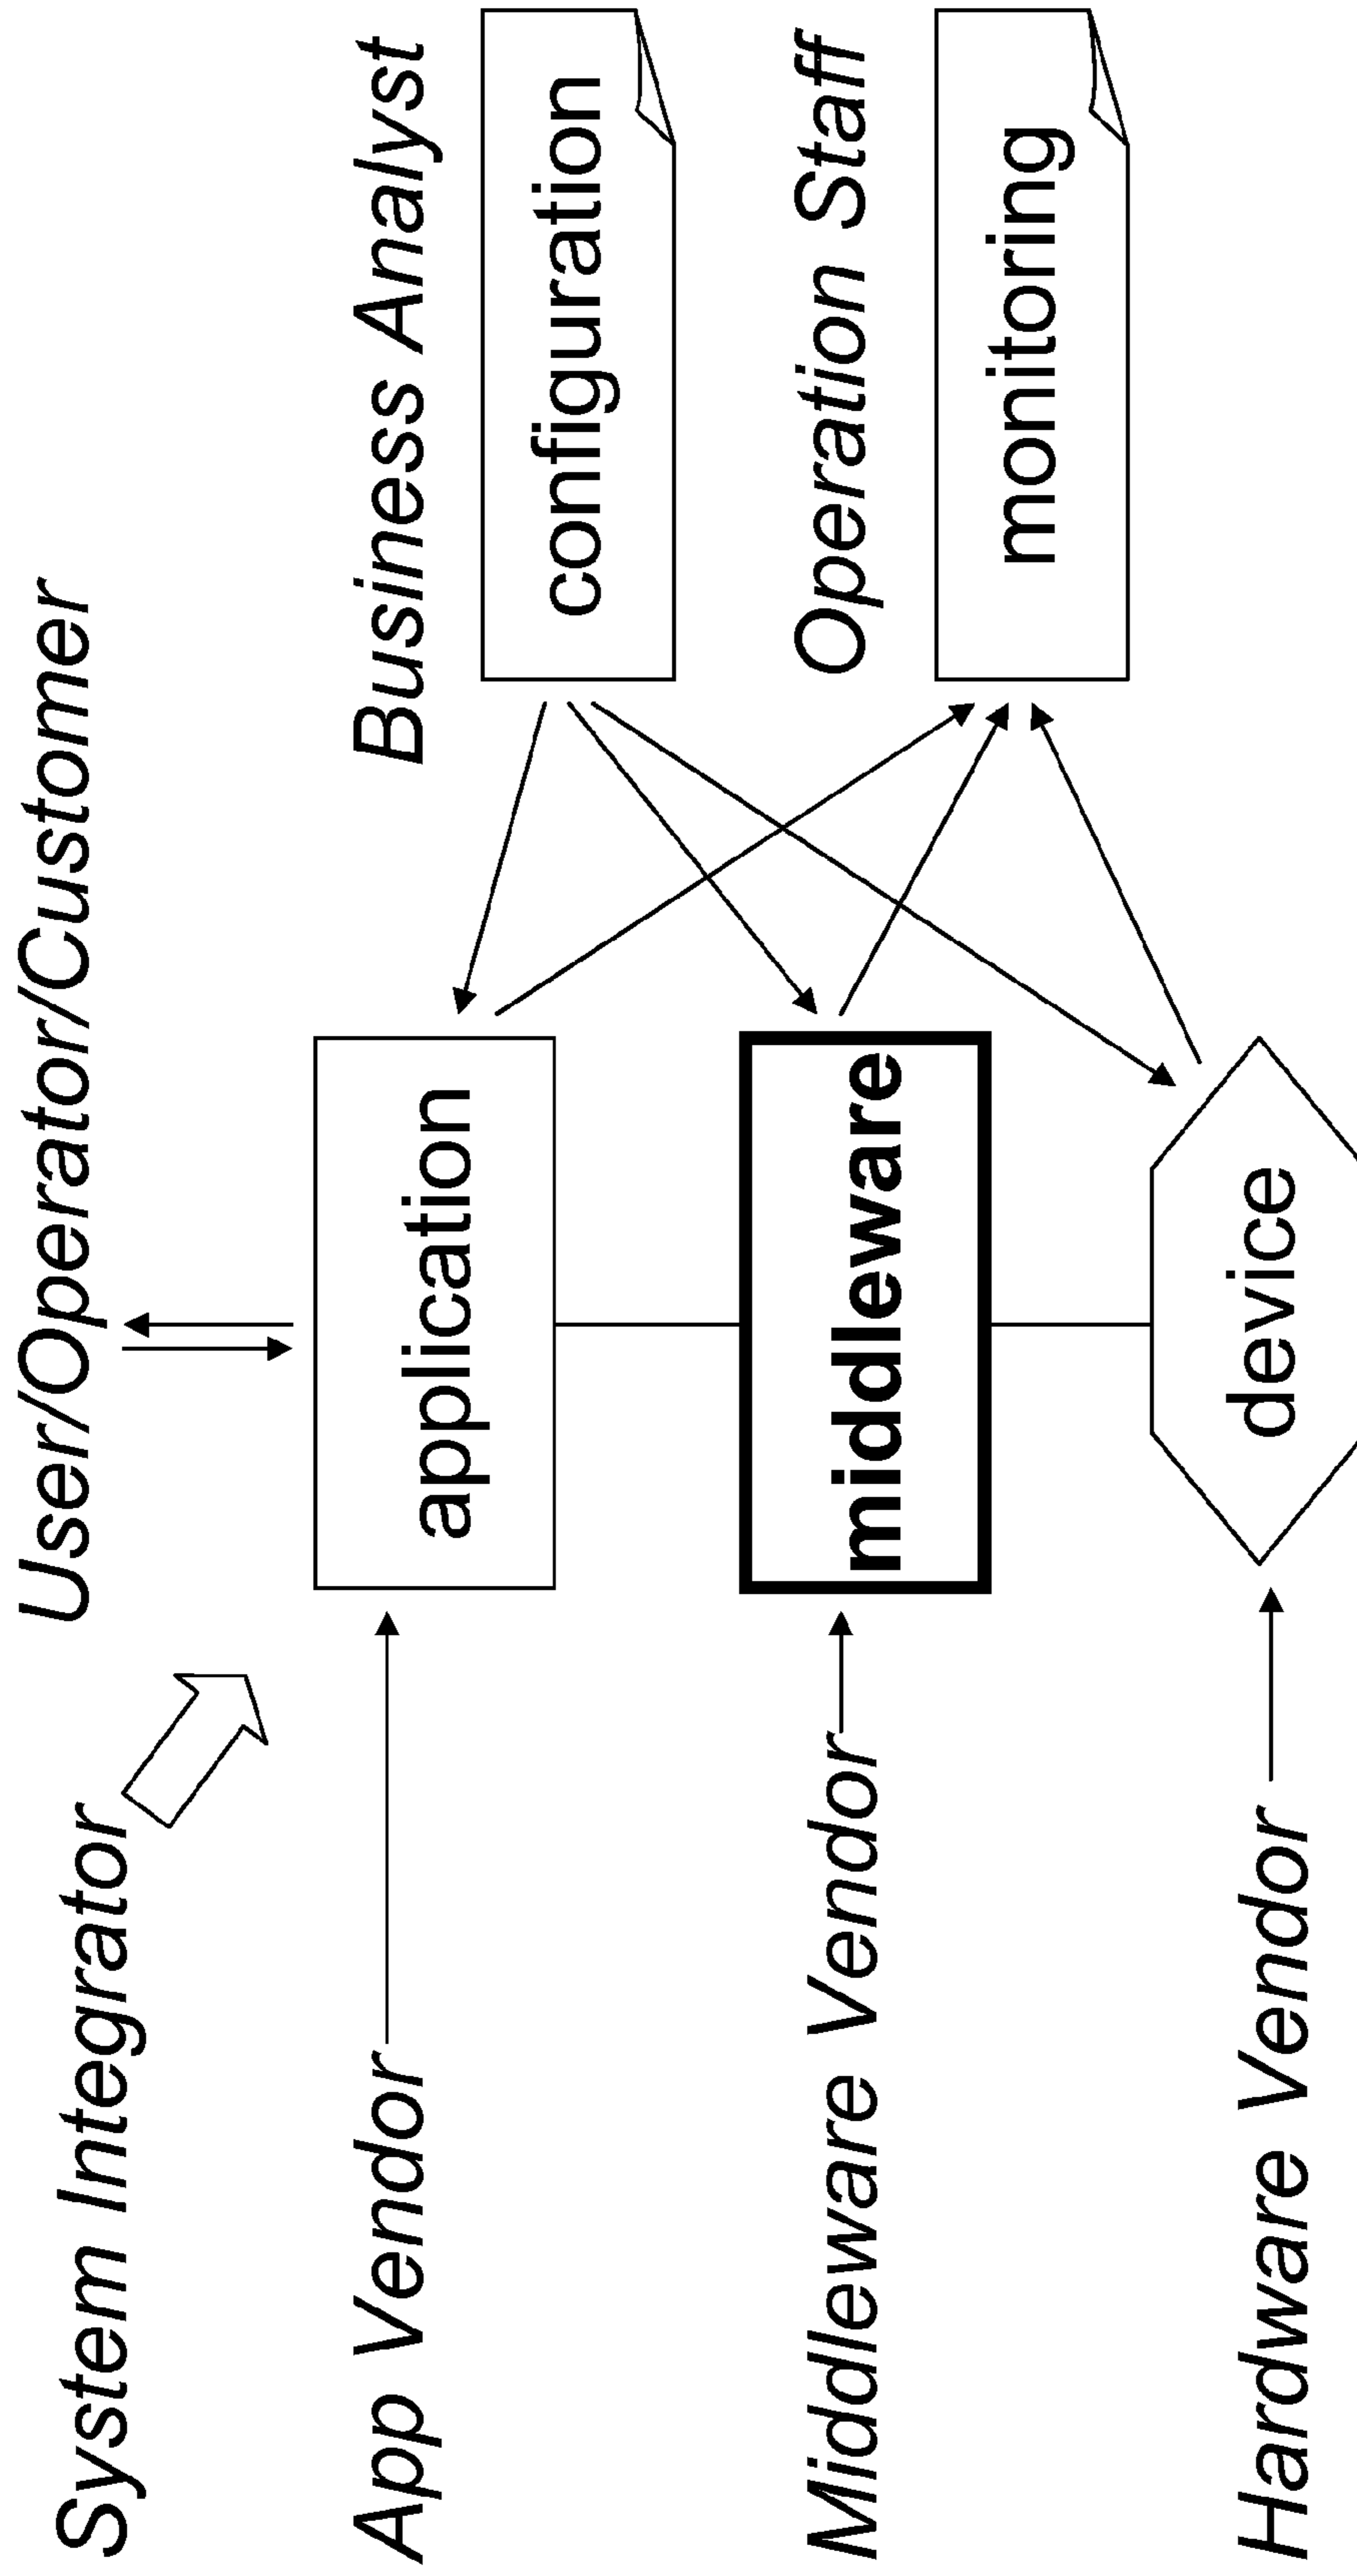 User/Operator/Customer
System Integrator
Business Analyst
App Vendor
application
configuration
Operation Staff
Middleware Vendor
middleware
monitoring
Hardware Vendor
device